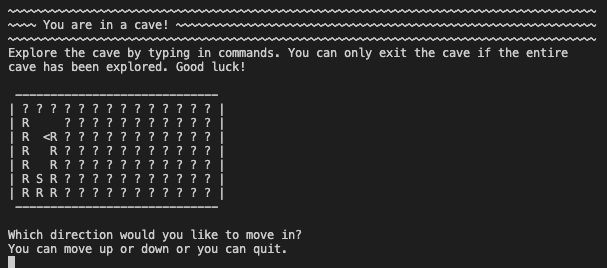 ~~~~~~~~~~~~~~~~~~~~~~~~~~~~~~~~~~~~~~~~~~~~~~~~~~~~~~~~~~~~~~~~~~~~~~~~~~~~~~~~~~~~
~~~~ You are in a cave! ~~~~~~~~~~~~~~~~~~~~~~~~~~~~~~~~~~~~~~~~~~~~~~~~~~~~~~~~~~~~
~~~~~~~~~~~~~~~~~~~~~~~~~~~~~~~~~~~~~~~~~~~~~~~~~~~~~~~~~~~~~~~~~~~~~~~~~~~~~~~~~~~~
Explore the cave by typing in commands. You can only exit the cave if the entire
cave has been explored. Good luck!
 -----------------------------
| ? ? ? ? ? ? ? ? ? ? ? ? ? ? |
| R     ? ? ? ? ? ? ? ? ? ? ? |
| R  <R ? ? ? ? ? ? ? ? ? ? ? |
| R   R ? ? ? ? ? ? ? ? ? ? ? |
| R   R ? ? ? ? ? ? ? ? ? ? ? |
| R S R ? ? ? ? ? ? ? ? ? ? ? |
| R R R ? ? ? ? ? ? ? ? ? ? ? |
 -----------------------------
Which direction would you like to move in?
You can move up or down or you can quit.